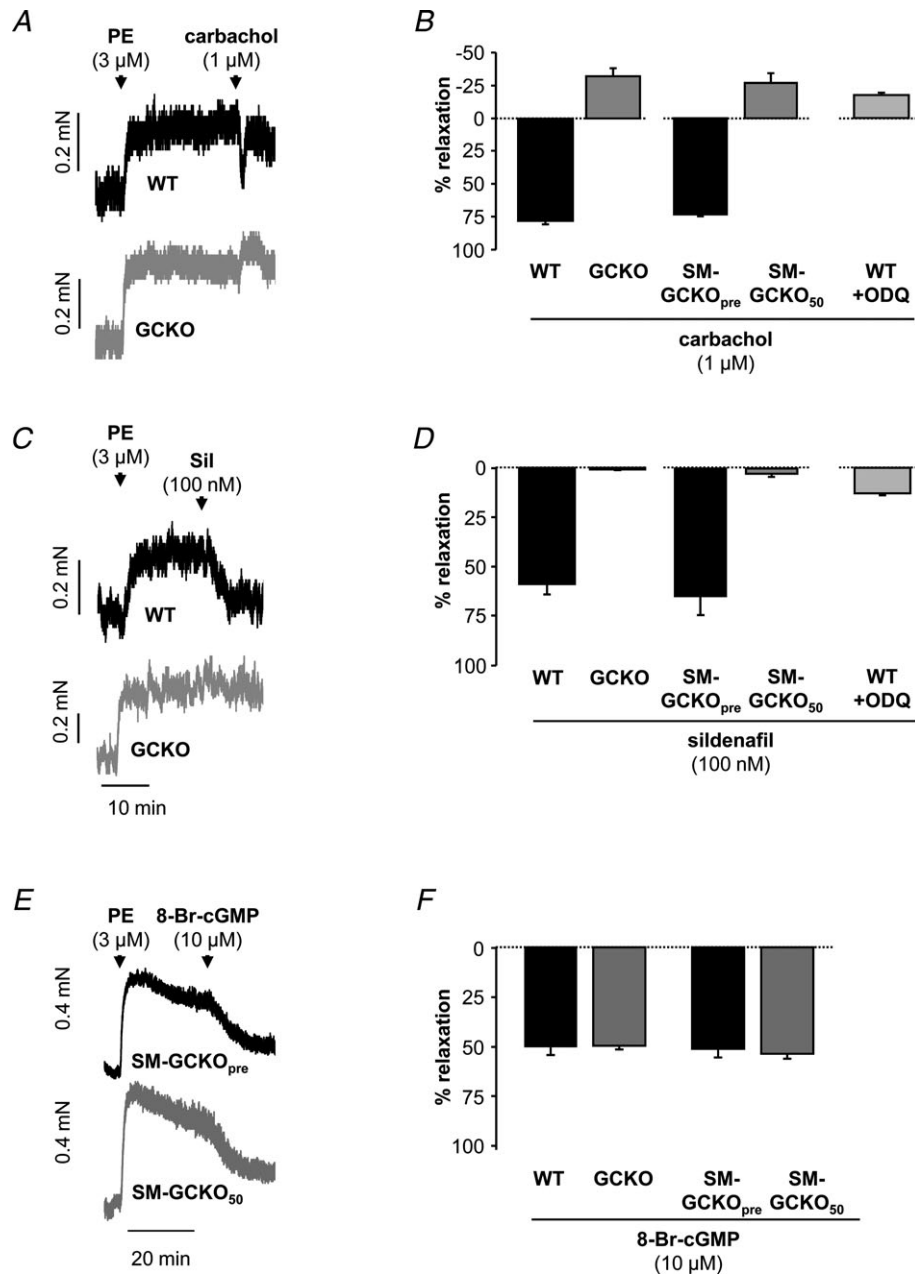 A
PE
(3 µM)
carbachol
(1 µM)
0.2 mN
WT
0.2 mN
GCKO
B
% relaxation
-50
-25
0
25
50
75
100
WT
GCKO
SM-
GCKOpre
SM-
GCKO50
WT
+ODQ
carbachol
(1 µM)
C
PE
(3 µM)
Sil
(100 nM)
0.2 mN
WT
0.2 mN
GCKO
10 min
D
% relaxation
0
25
50
75
100
WT
GCKO
SM-
GCKOpre
SM-
GCKO50
WT
+ODQ
sildenafil
(100 nM)
E
PE
(3 µM)
8-Br-cGMP
(10 µM)
0.4 mN
SM-GCKOpre
0.4 mN
SM-GCKO50
20 min
F
% relaxation
0
25
50
75
100
WT
GCKO
SM-
GCKOpre
SM-
GCKO50
8-Br-cGMP
(10 µM)